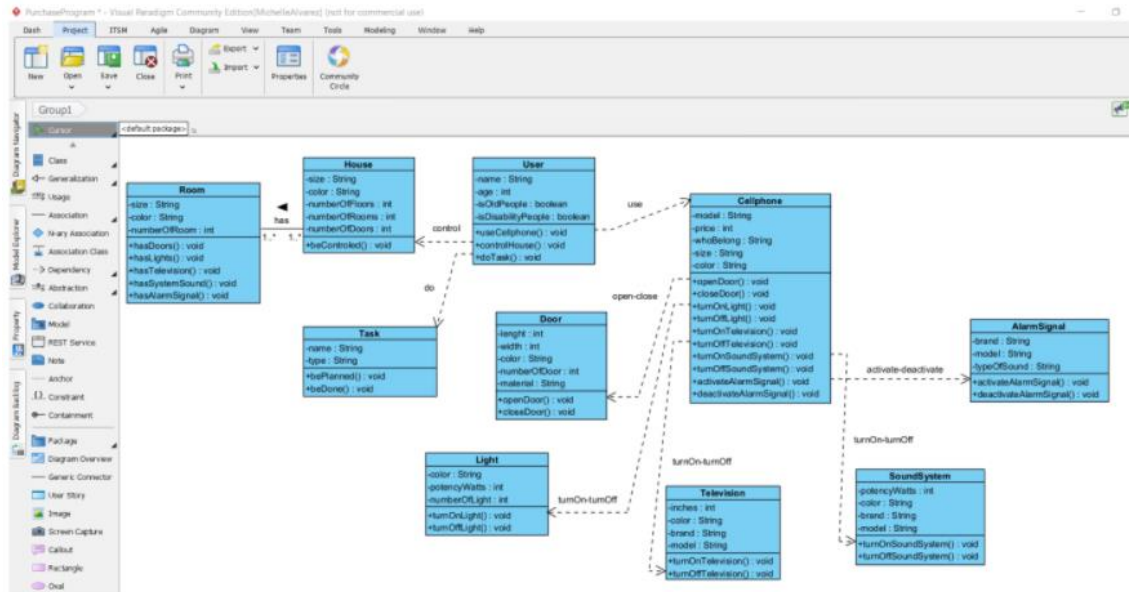 PurchaseProgram * - Visual Paradigm Community Edition[MichelleAlvarez] (not for commercial use)
Dash Project ITSM Agile Diagram View Team Tools Modeling Window Help
New Open Save Close Print Export Import Properties Community Circle
Group1
Cursor
<default package>
Class
Generalization
Usage
Association
N-ary Association
Association Class
Dependency
Abstraction
Collaboration
Model
REST Service
Note
Anchor
Constraint
Containment
Package
Diagram Overview
Generic Connector
User Story
Image
Screen Capture
Callout
Rectangle
Oval
Diagram Navigator
Model Explorer
Property
Diagram Backlog
Room
-size : String
-color : String
-numberOfRoom : int
+hasDoors() : void
+hasLights() : void
+hasTelevision() : void
+hasSystemSound() : void
+hasAlarmSignal() : void
has
1..* 1..*
House
-size : String
-color : String
-numberOfFloors : int
-numberOfRooms : int
-numberOfDoors : int
+beControled() : void
control
User
-name : String
-age : int
-isOldPeople : boolean
-isDisabilityPeople : boolean
+useCellphone() : void
+controlHouse() : void
+doTask() : void
use
do
Task
-name : String
-type : String
+bePlanned() : void
+beDone() : void
Cellphone
-model : String
-price : int
-whoBelong : String
-size : String
-color : String
+openDoor() : void
+closeDoor() : void
+turnOnLight() : void
+turnOffLight() : void
+turnOnTelevision() : void
+turnOffTelevision() : void
+turnOnSoundSystem() : void
+turnOffSoundSystem() : void
+activateAlarmSignal() : void
+deactivateAlarmSignal() : void
open-close
Door
-lenght : int
-width : int
-color : String
-numberOfDoor : int
-material : String
+openDoor() : void
+closeDoor() : void
activate-deactivate
AlarmSignal
-brand : String
-model : String
-typeOfSound : String
+activateAlarmSignal() : void
+deactivateAlarmSignal() : void
Light
-color : String
-potencyWatts : int
-numberOfLight : int
+turnOnLight() : void
+turnOffLight() : void
turnOn-turnOff
turnOn-turnOff
Television
-inches : int
-color : String
-brand : String
-model : String
+turnOnTelevision() : void
+turnOffTelevision() : void
turnOn-turnOff
SoundSystem
-potencyWatts : int
-color : String
-brand : String
-model : String
+turnOnSoundSystem() : void
+turnOffSoundSystem() : void